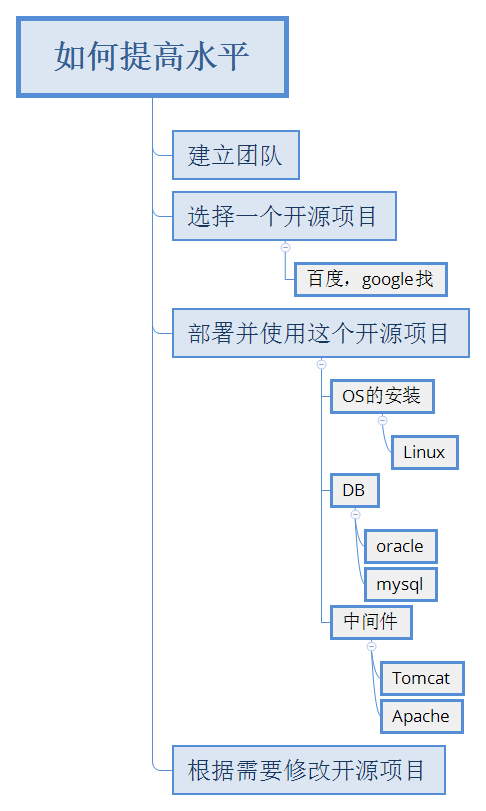 如何提高水平
建立团队
选择一个开源项目
百度，google找
部署并使用这个开源项目
OS的安装
Linux
DB
oracle
mysql
中间件
Tomcat
Apache
根据需要修改开源项目